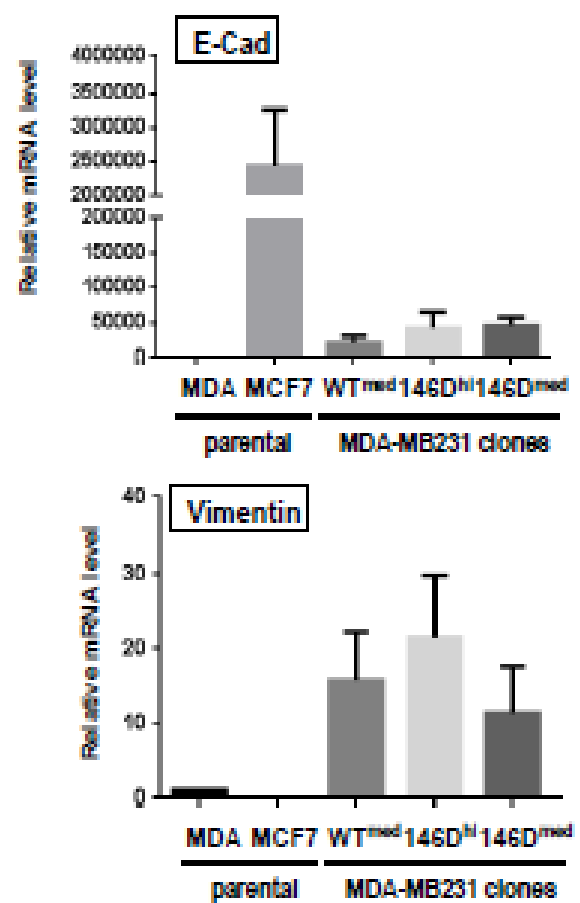 E-Cad
Relative mRNA level
4000000
3500000
3000000
2500000
2000000
200000
150000
100000
50000
0
MDA MCF7 WTmed 146Dhi 146Dmed
parental MDA-MB231 clones
Vimentin
Relative mRNA level
40
30
20
10
0
MDA MCF7 WTmed 146Dhi 146Dmed
parental MDA-MB231 clones